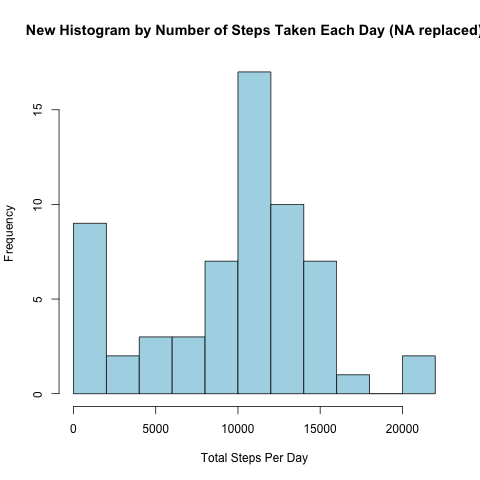 New Histogram by Number of Steps Taken Each Day (NA replaced)
15
10
5
0
Frequency
0 5000 10000 15000 20000
Total Steps Per Day